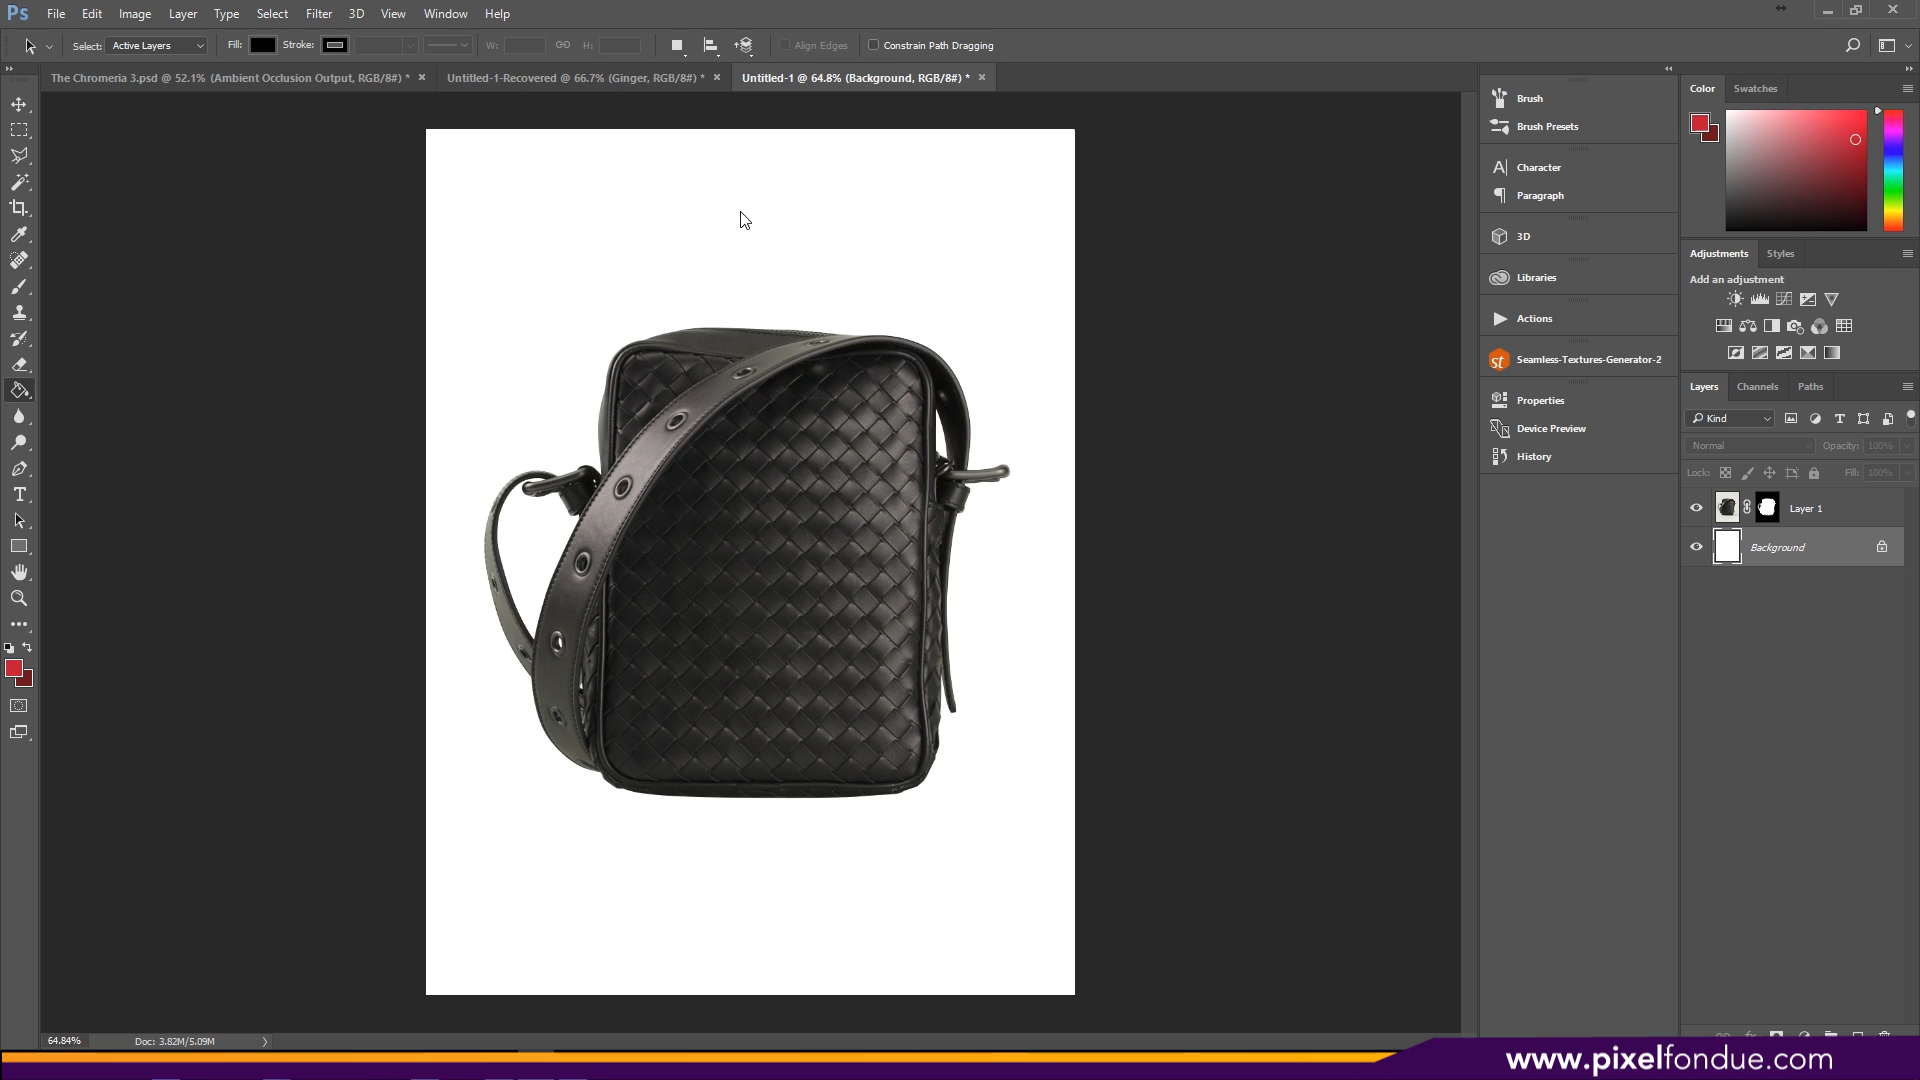 Ps File Edit Image Layer Type Select Filter 3D View Window Help
Select: Active Layers Fill: Stroke: W: H: Align Edges Constrain Path Dragging
The Chromeria 3.psd @ 52.1% (Ambient Occlusion Output, RGB/8#) * × Untitled-1-Recovered @ 66.7% (Ginger, RGB/8#) * × Untitled-1 @ 64.8% (Background, RGB/8#) * ×
Brush
Brush Presets
Character
Paragraph
3D
Libraries
Actions
st Seamless-Textures-Generator-2
Properties
Device Preview
History
Color Swatches
Adjustments Styles
Add an adjustment
Layers Channels Paths
Kind
Normal Opacity: 100%
Lock: Fill: 100%
Layer 1
Background
64.84% Doc: 3.82M/5.09M
www.pixelfondue.com